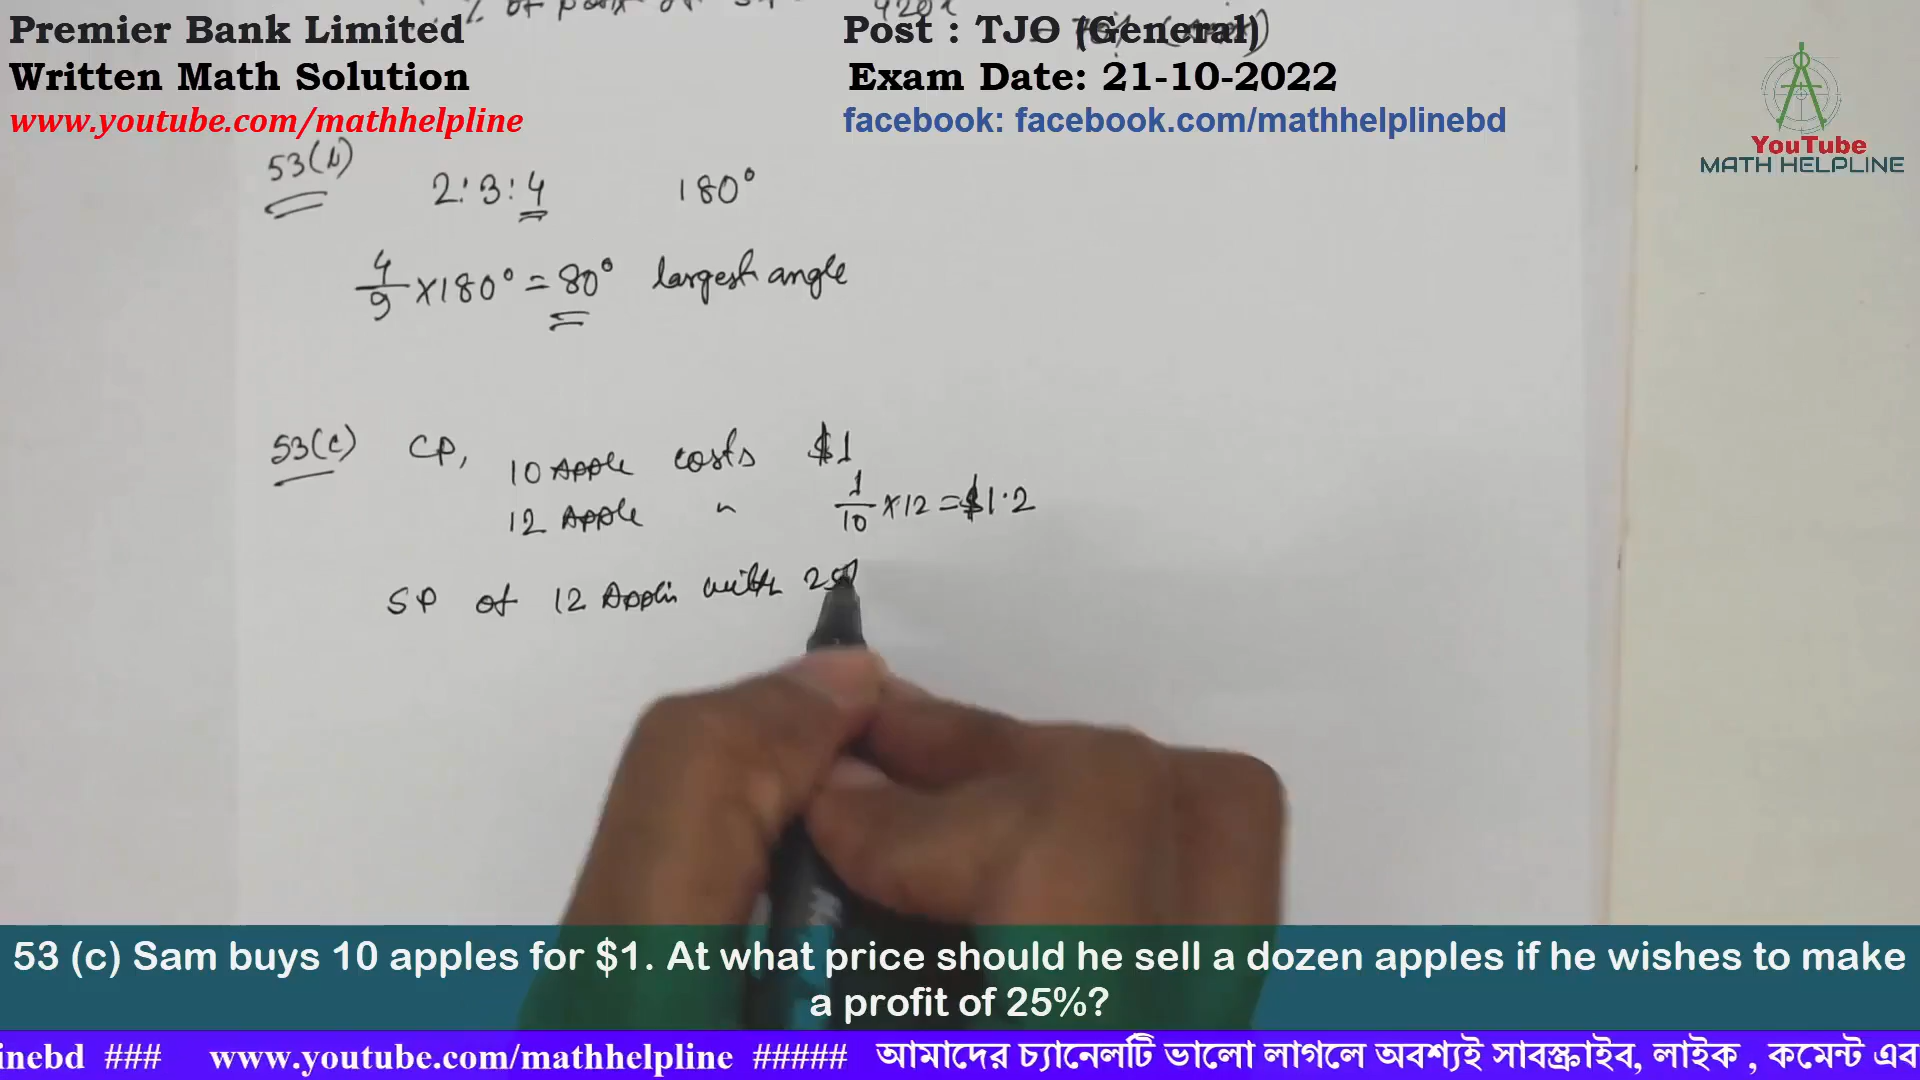 Premier Bank Limited
Post : TJO (General)
Written Math Solution
Exam Date: 21-10-2022
www.youtube.com/mathhelpline
facebook: facebook.com/mathhelplinebd
YouTube
MATH HELPLINE
53(b) 2:3:4 180°
4/9 ×180° = 80° largest angle
53(c) CP, 10 Apple costs $1
12 Apple " 1/10 ×12 = $1.2
SP of 12 with 25
53 (c) Sam buys 10 apples for $1. At what price should he sell a dozen apples if he wishes to make
a profit of 25%?
inebd ### www.youtube.com/mathhelpline ##### আমাদের চ্যানেলটি ভালো লাগলে অবশ্যই সাবস্ক্রাইব, লাইক , কমেন্ট এব